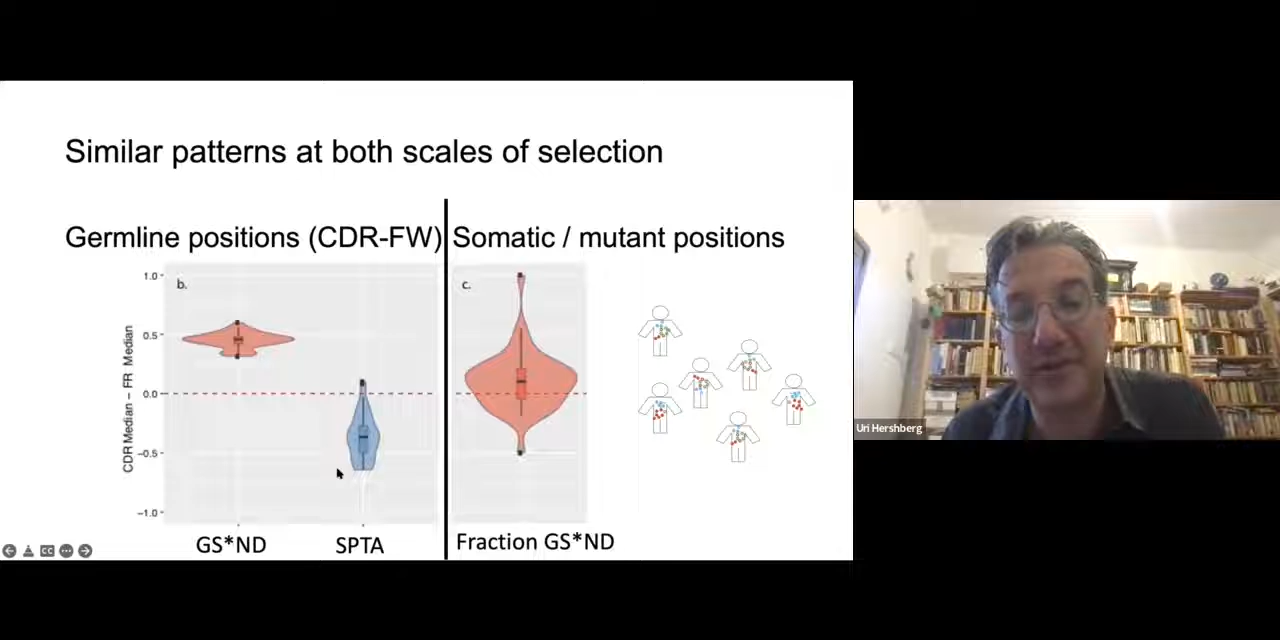 Similar patterns at both scales of selection
Germline positions (CDR-FW)
Somatic / mutant positions
b.
CDR Median − FR Median
1.0
0.5
0.0
−0.5
−1.0
GS*ND
SPTA
c.
Fraction GS*ND
CC
Uri Hershberg